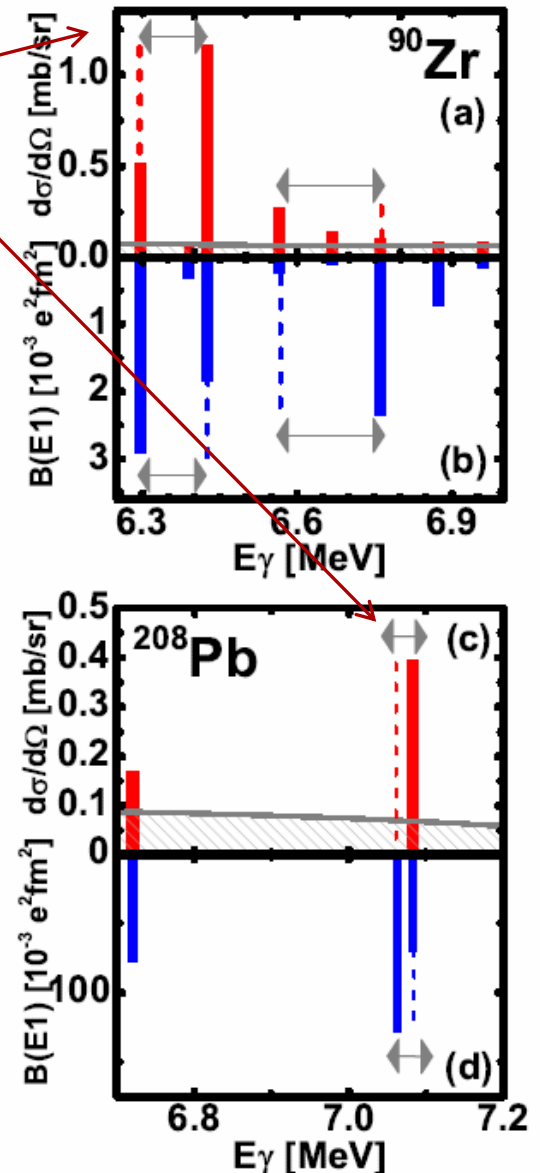 dσ/dΩ [mb/sr]
1.0
0.5
0.0
⁹⁰Zr
(a)
B(E1) [10⁻³ e²fm²]
1
2
3
(b)
6.3 6.6 6.9
Eγ [MeV]
dσ/dΩ [mb/sr]
0.5
0.4
0.3
0.2
0.1
0
²⁰⁸Pb
(c)
B(E1) [10⁻³ e²fm²]
100
(d)
6.8 7.0 7.2
Eγ [MeV]